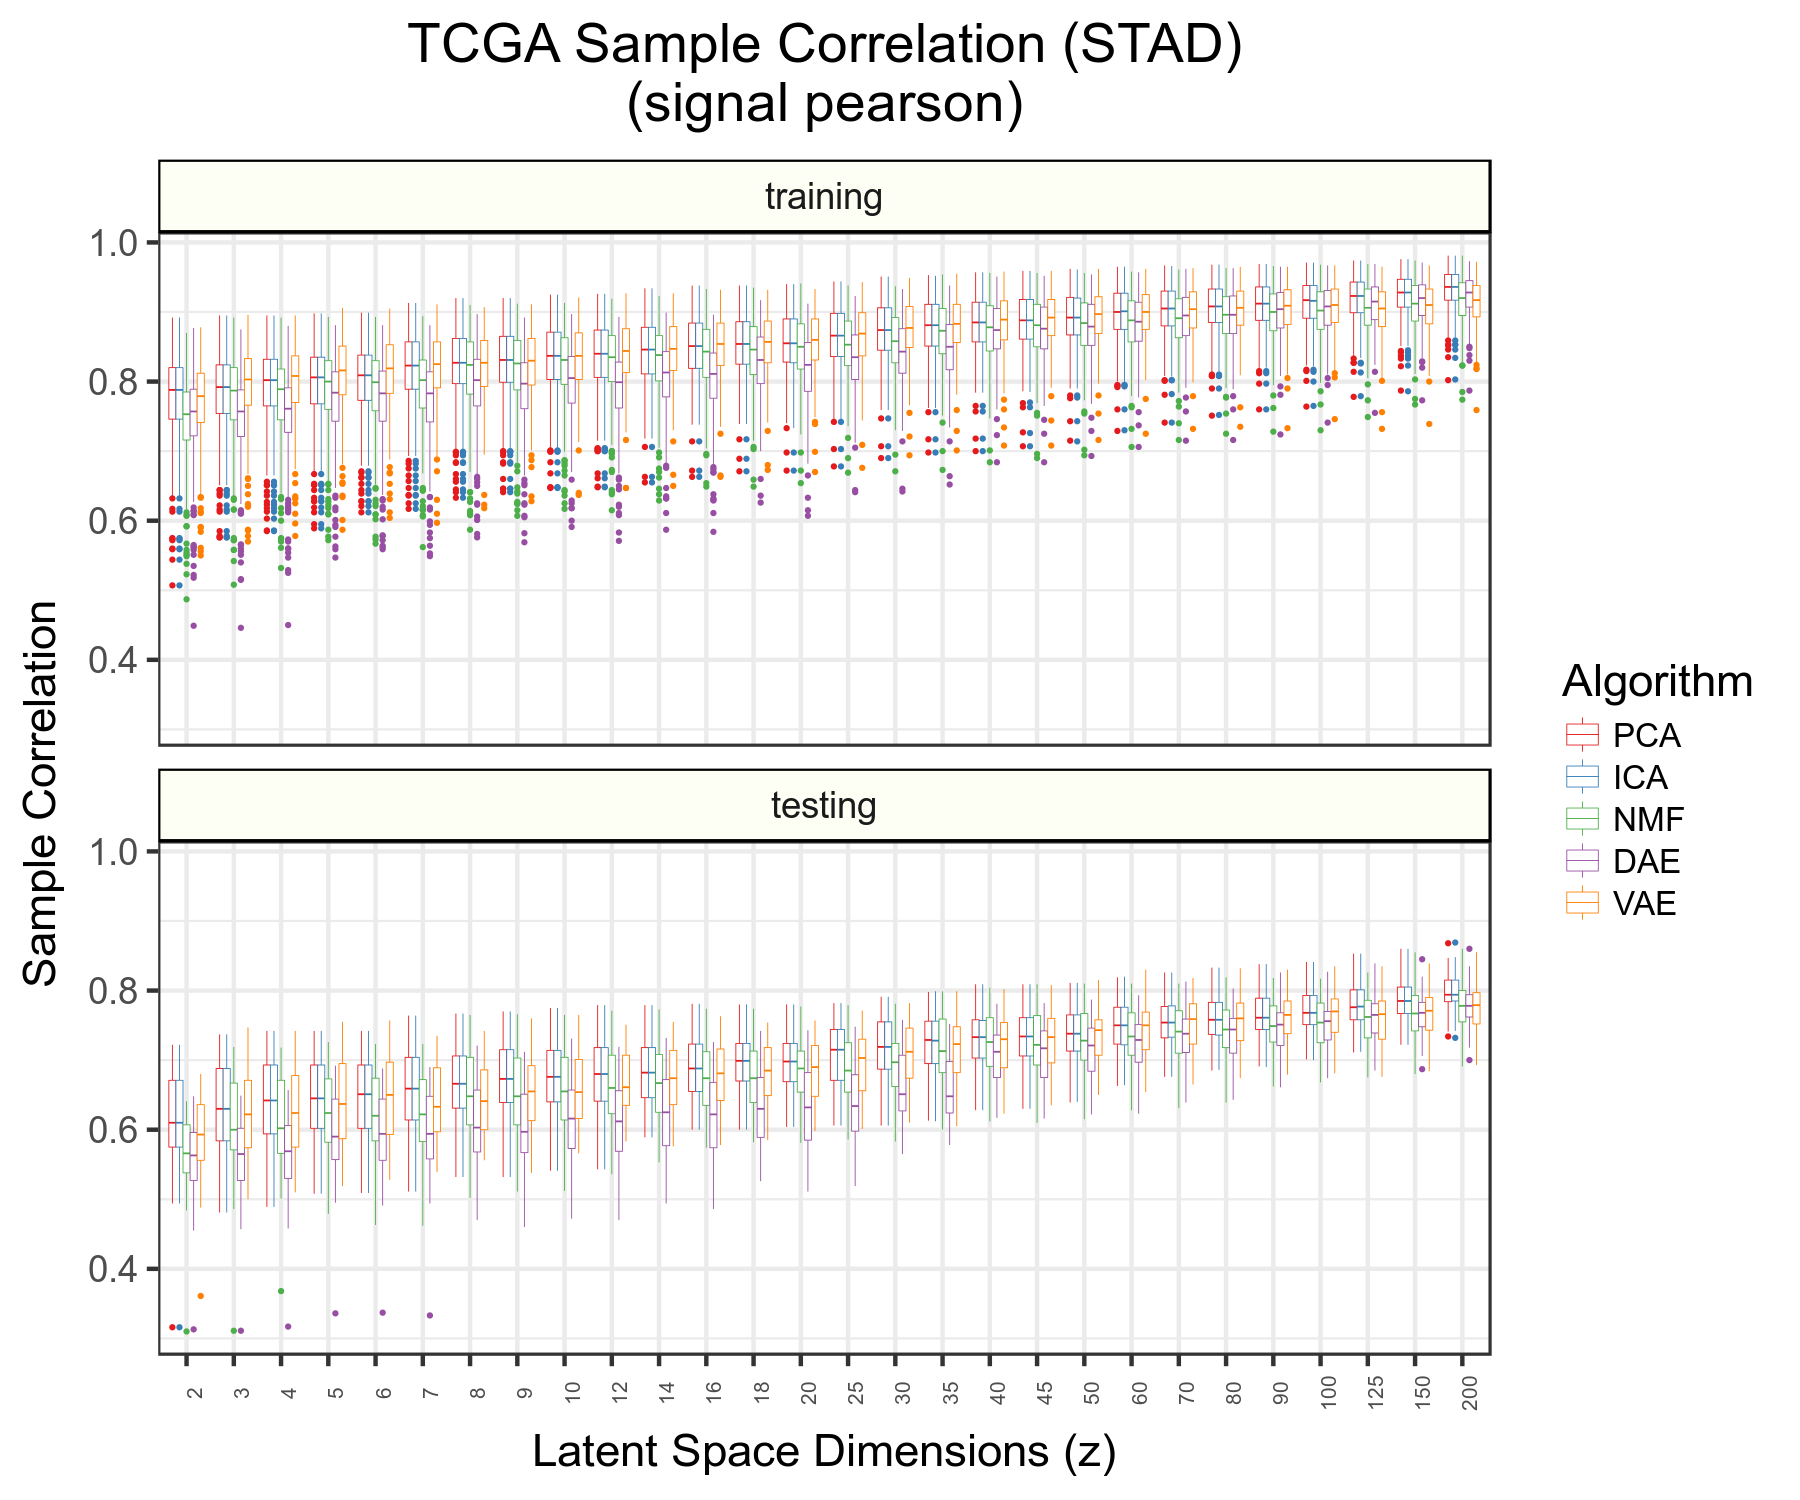 TCGA Sample Correlation (STAD)
(signal pearson)
training
1.0
0.8
0.6
0.4
Sample Correlation
testing
1.0
0.8
0.6
0.4
2 3 4 5 6 7 8 9 10 12 14 16 18 20 25 30 35 40 45 50 60 70 80 90 100 125 150 200
Latent Space Dimensions (z)
Algorithm
PCA
ICA
NMF
DAE
VAE